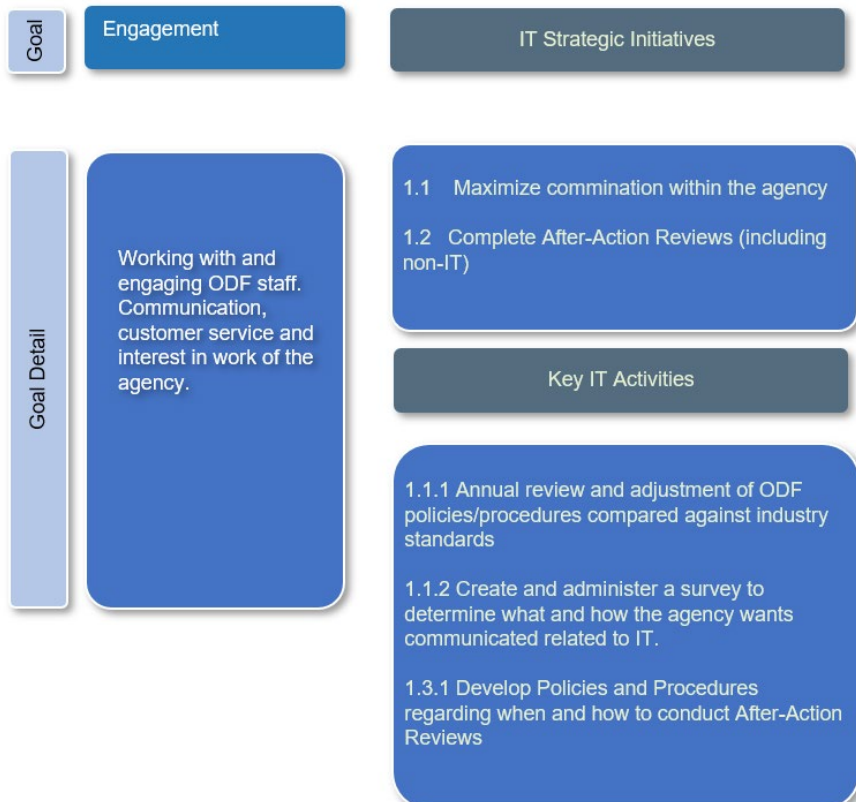 Goal
Engagement
IT Strategic Initiatives
Goal Detail
Working with and
engaging ODF staff.
Communication,
customer service and
interest in work of the
agency.
1.1 Maximize commination within the agency
1.2 Complete After-Action Reviews (including
non-IT)
Key IT Activities
1.1.1 Annual review and adjustment of ODF
policies/procedures compared against industry
standards
1.1.2 Create and administer a survey to
determine what and how the agency wants
communicated related to IT.
1.3.1 Develop Policies and Procedures
regarding when and how to conduct After-Action
Reviews